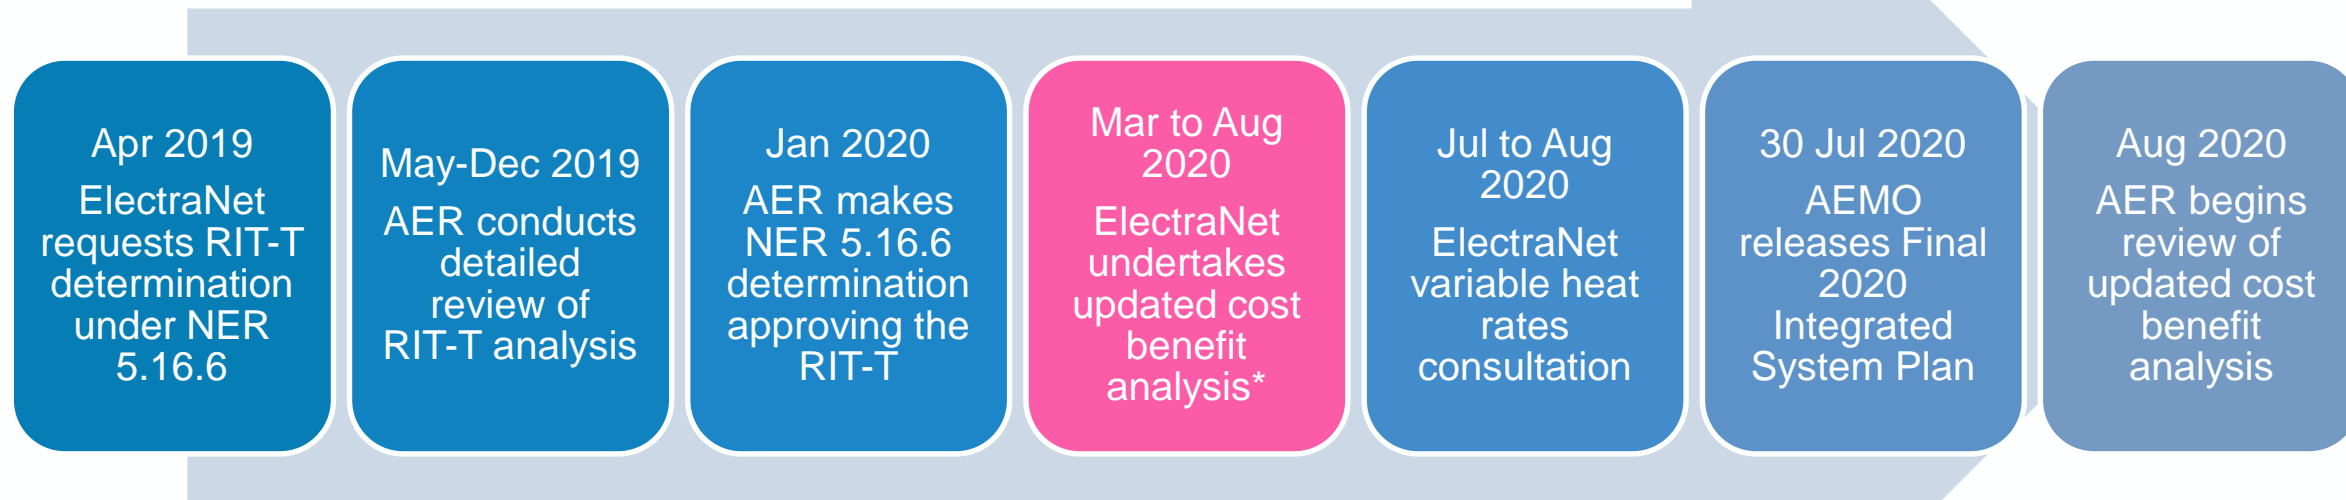 Apr 2019
ElectraNet
requests RIT-T
determination
under NER
5.16.6
May-Dec 2019
AER conducts
detailed
review of
RIT-T analysis
Jan 2020
AER makes
NER 5.16.6
determination
approving the
RIT-T
Mar to Aug
2020
ElectraNet
undertakes
updated cost
benefit
analysis*
Jul to Aug
2020
ElectraNet
variable heat
rates
consultation
30 Jul 2020
AEMO
releases Final
2020
Integrated
System Plan
Aug 2020
AER begins
review of
updated cost
benefit
analysis